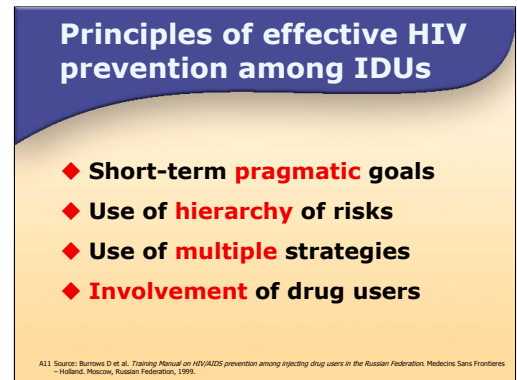 Principles of effective HIV
prevention among IDUs
◆ Short-term pragmatic goals
◆ Use of hierarchy of risks
◆ Use of multiple strategies
◆ Involvement of drug users
A11 Source: Burrows D et al. Training Manual on HIV/AIDS prevention among injecting drug users in the Russian Federation. Medecins Sans Frontieres
– Holland. Moscow, Russian Federation, 1999.